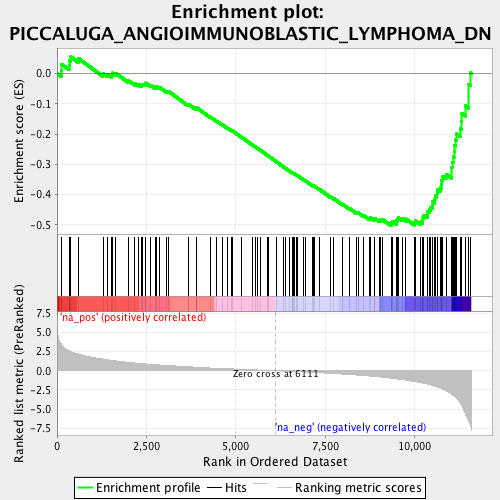 Enrichment plot:
PICCALUGA_ANGIOIMMUNOBLASTIC_LYMPHOMA_DN
Enrichment score (ES)
0.0
-0.1
-0.2
-0.3
-0.4
-0.5
'na_pos' (positively correlated)
Ranked list metric (PreRanked)
7.5
5.0
2.5
0.0
-2.5
-5.0
-7.5
Zero cross at 6111
'na_neg' (negatively correlated)
0
2,500
5,000
7,500
10,000
Rank in Ordered Dataset
Enrichment profile
Hits
Ranking metric scores